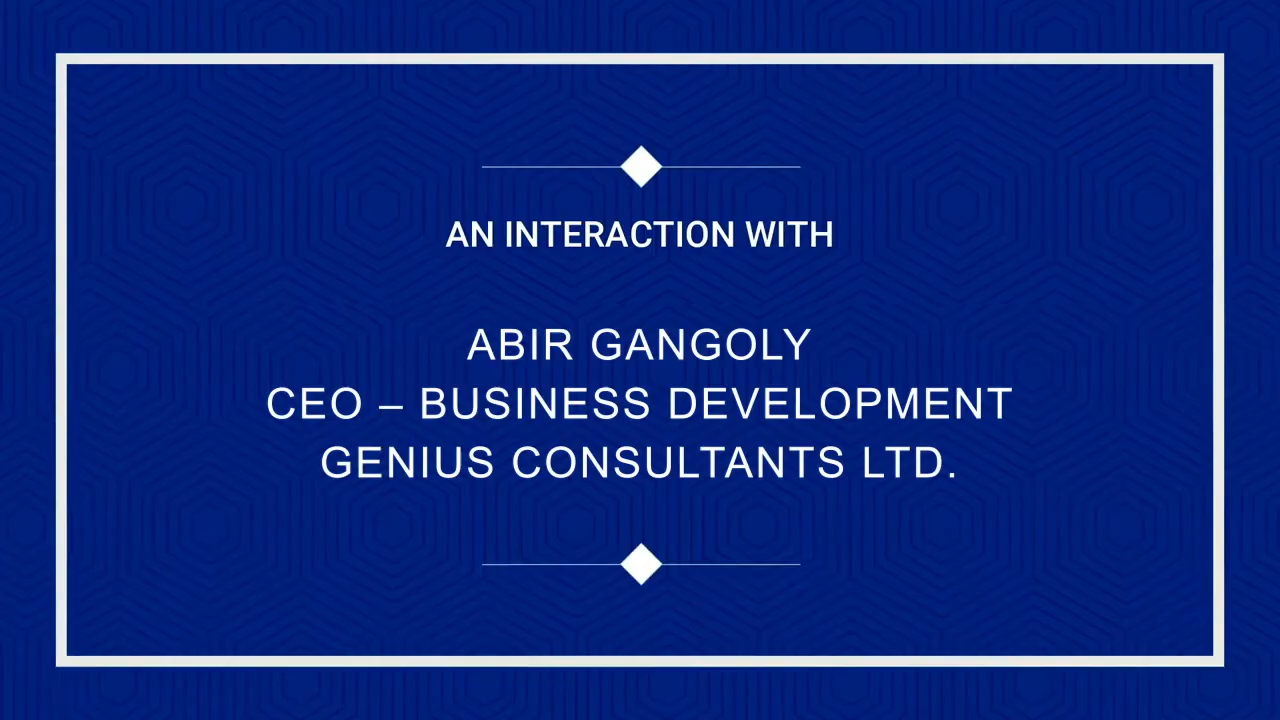 AN INTERACTION WITH
ABIR GANGOLY
CEO – BUSINESS DEVELOPMENT
GENIUS CONSULTANTS LTD.